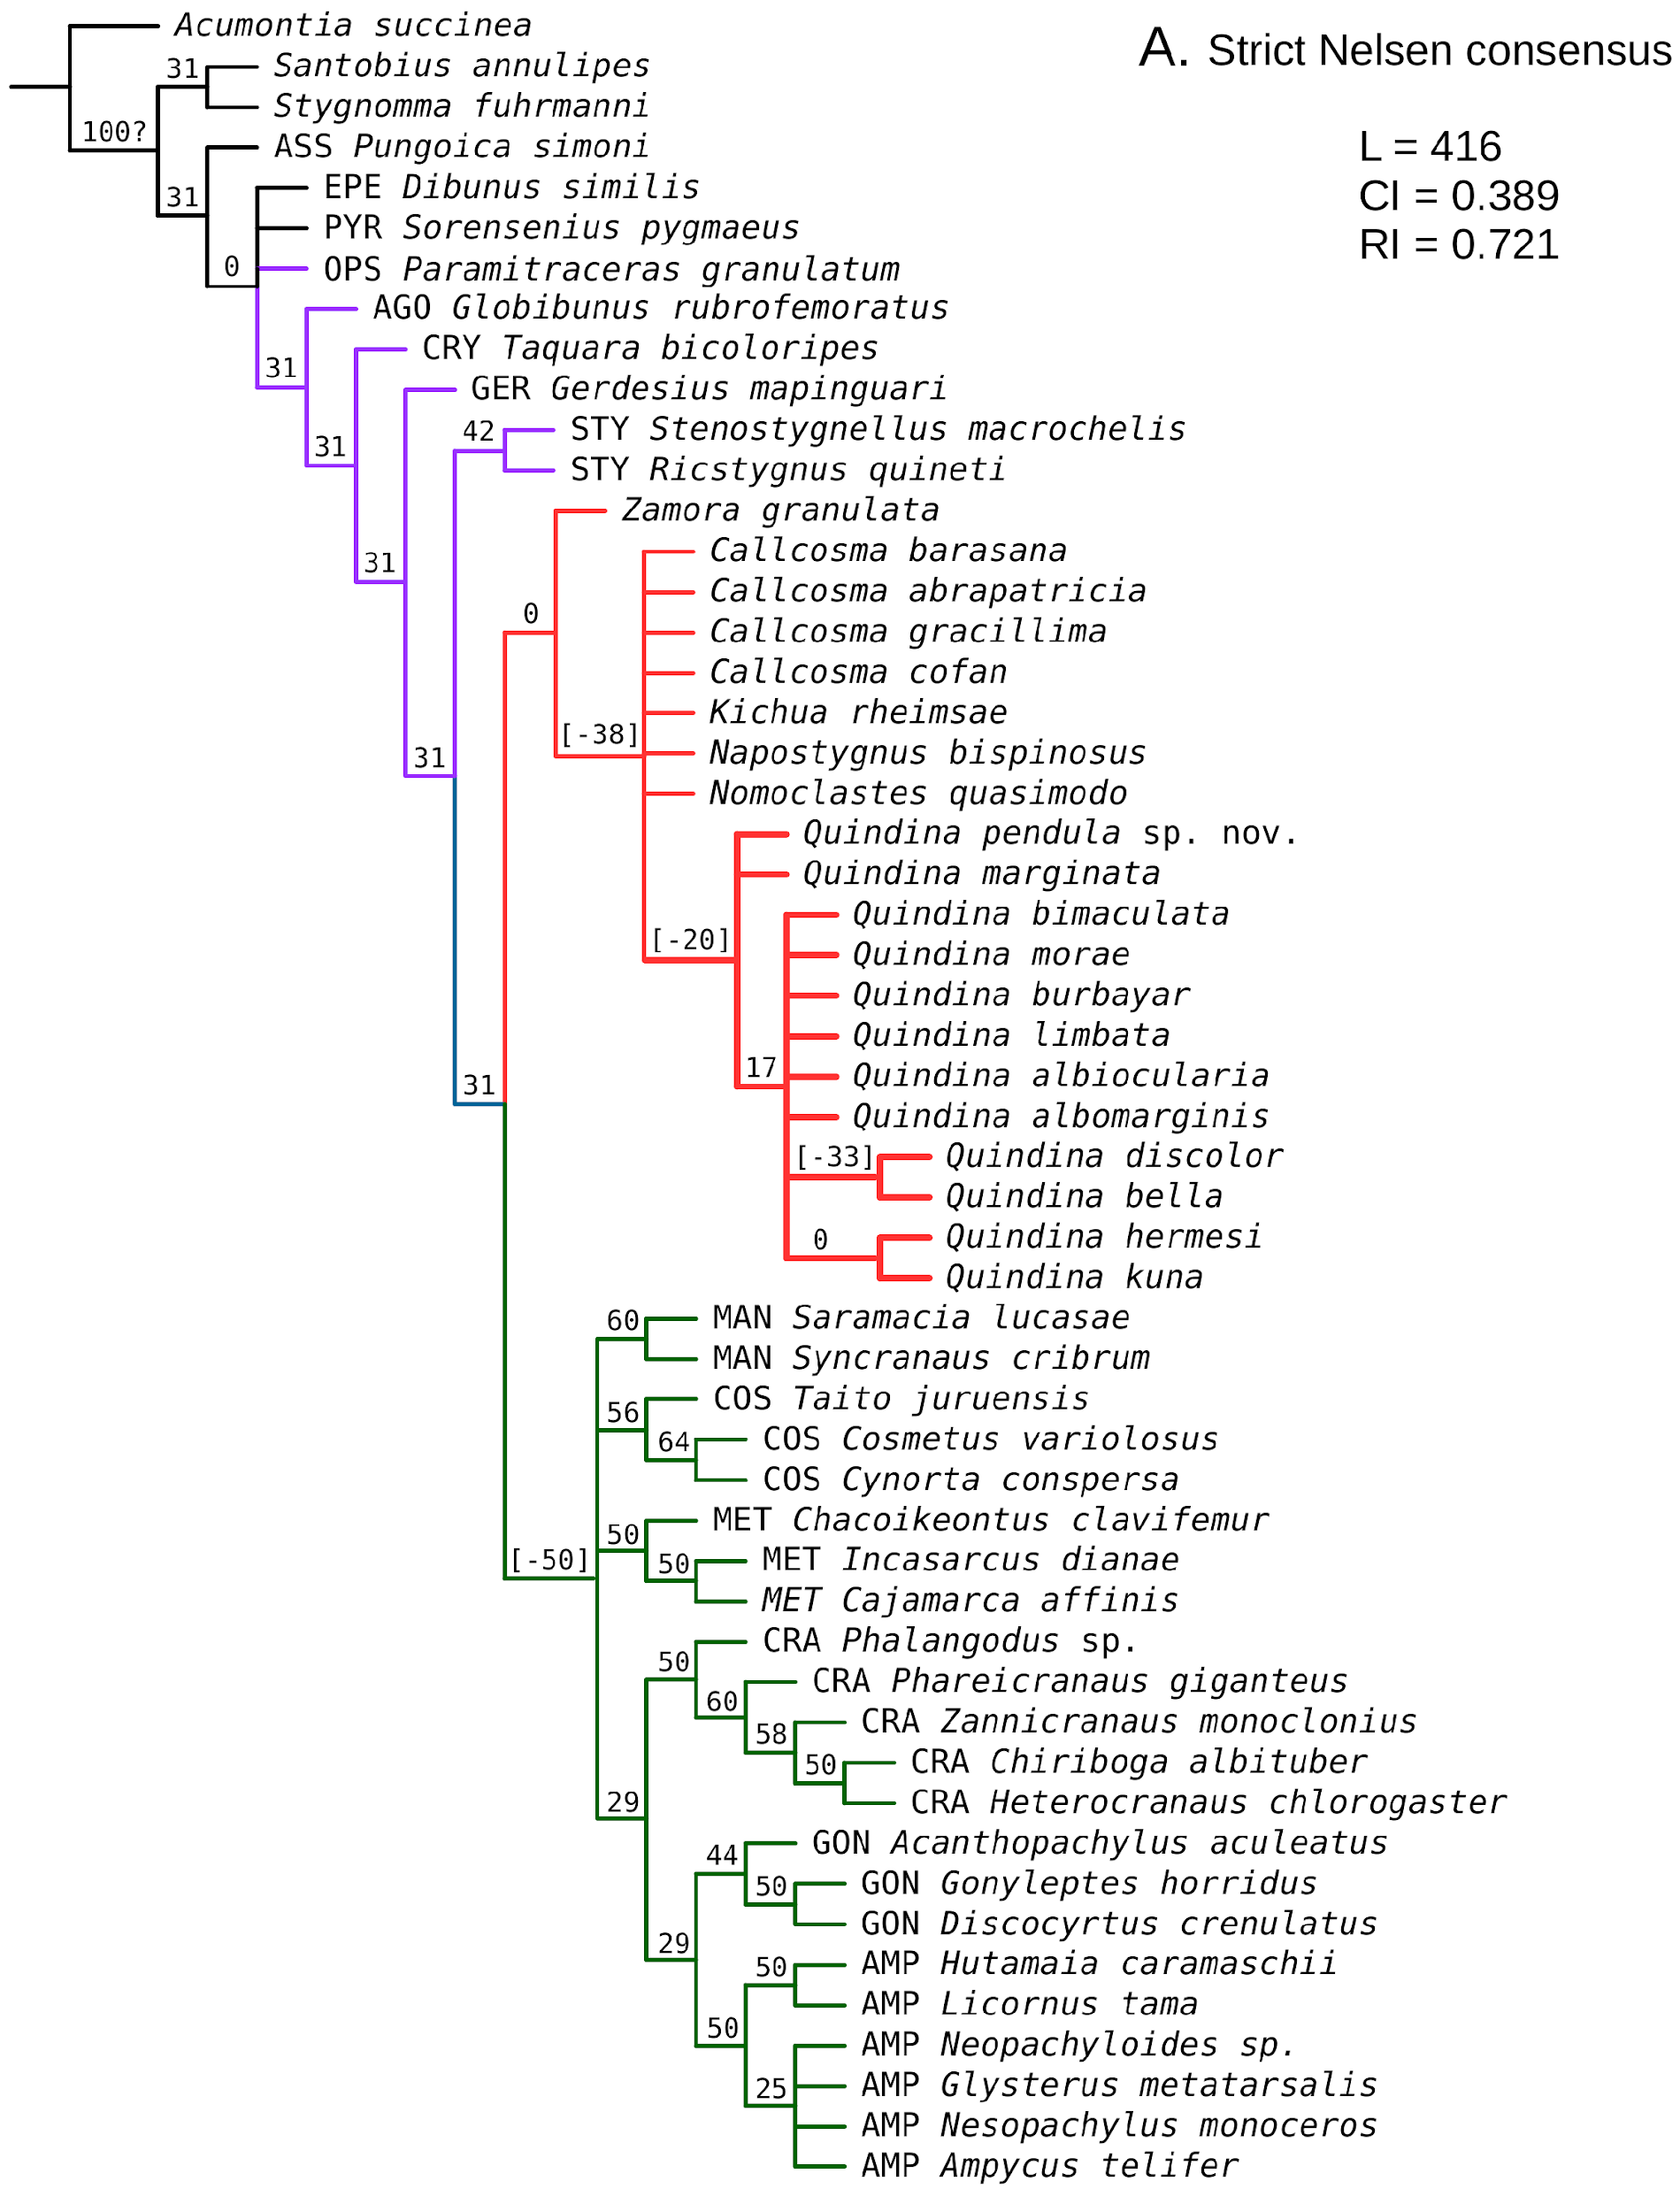 Acumontia succinea
A. Strict Nelsen consensus
31
Santobius annulipes
Stygnomma fuhrmanni
100?
L = 416
ASS Pungoica simoni
31
EPE Dibunus similis
CI = 0.389
PYR Sorensenius pygmaeus
RI = 0.721
0
OPS Paramitraceras granulatum
AGO Globibunus rubrofemoratus
31
CRY Taquara bicoloripes
GER Gerdesius mapinguari
31
42
STY Stenostygnellus macrochelis
STY Ricstygnus quineti
Zamora granulata
Callcosma barasana
31
Callcosma abrapatricia
0
Callcosma gracillima
Callcosma cofan
Kichua rheimsae
[-38]
Napostygnus bispinosus
31
Nomoclastes quasimodo
Quindina pendula sp. nov.
Quindina marginata
Quindina bimaculata
[-20]
Quindina morae
Quindina burbayar
Quindina limbata
17
Quindina albiocularia
31
Quindina albomarginis
[-33]
Quindina discolor
Quindina bella
0
Quindina hermesi
Quindina kuna
60
MAN Saramacia lucasae
MAN Syncranaus cribrum
COS Taito juruensis
56
64
COS Cosmetus variolosus
COS Cynorta conspersa
MET Chacoikeontus clavifemur
50
[-50]
50
MET Incasarcus dianae
MET Cajamarca affinis
CRA Phalangodus sp.
50
CRA Phareicranaus giganteus
60
CRA Zannicranaus monoclonius
58
50
CRA Chiriboga albituber
29
CRA Heterocranaus chlorogaster
GON Acanthopachylus aculeatus
44
50
GON Gonyleptes horridus
GON Discocyrtus crenulatus
29
50
AMP Hutamaia caramaschii
AMP Licornus tama
50
AMP Neopachyloides sp.
25
AMP Glysterus metatarsalis
AMP Nesopachylus monoceros
AMP Ampycus telifer